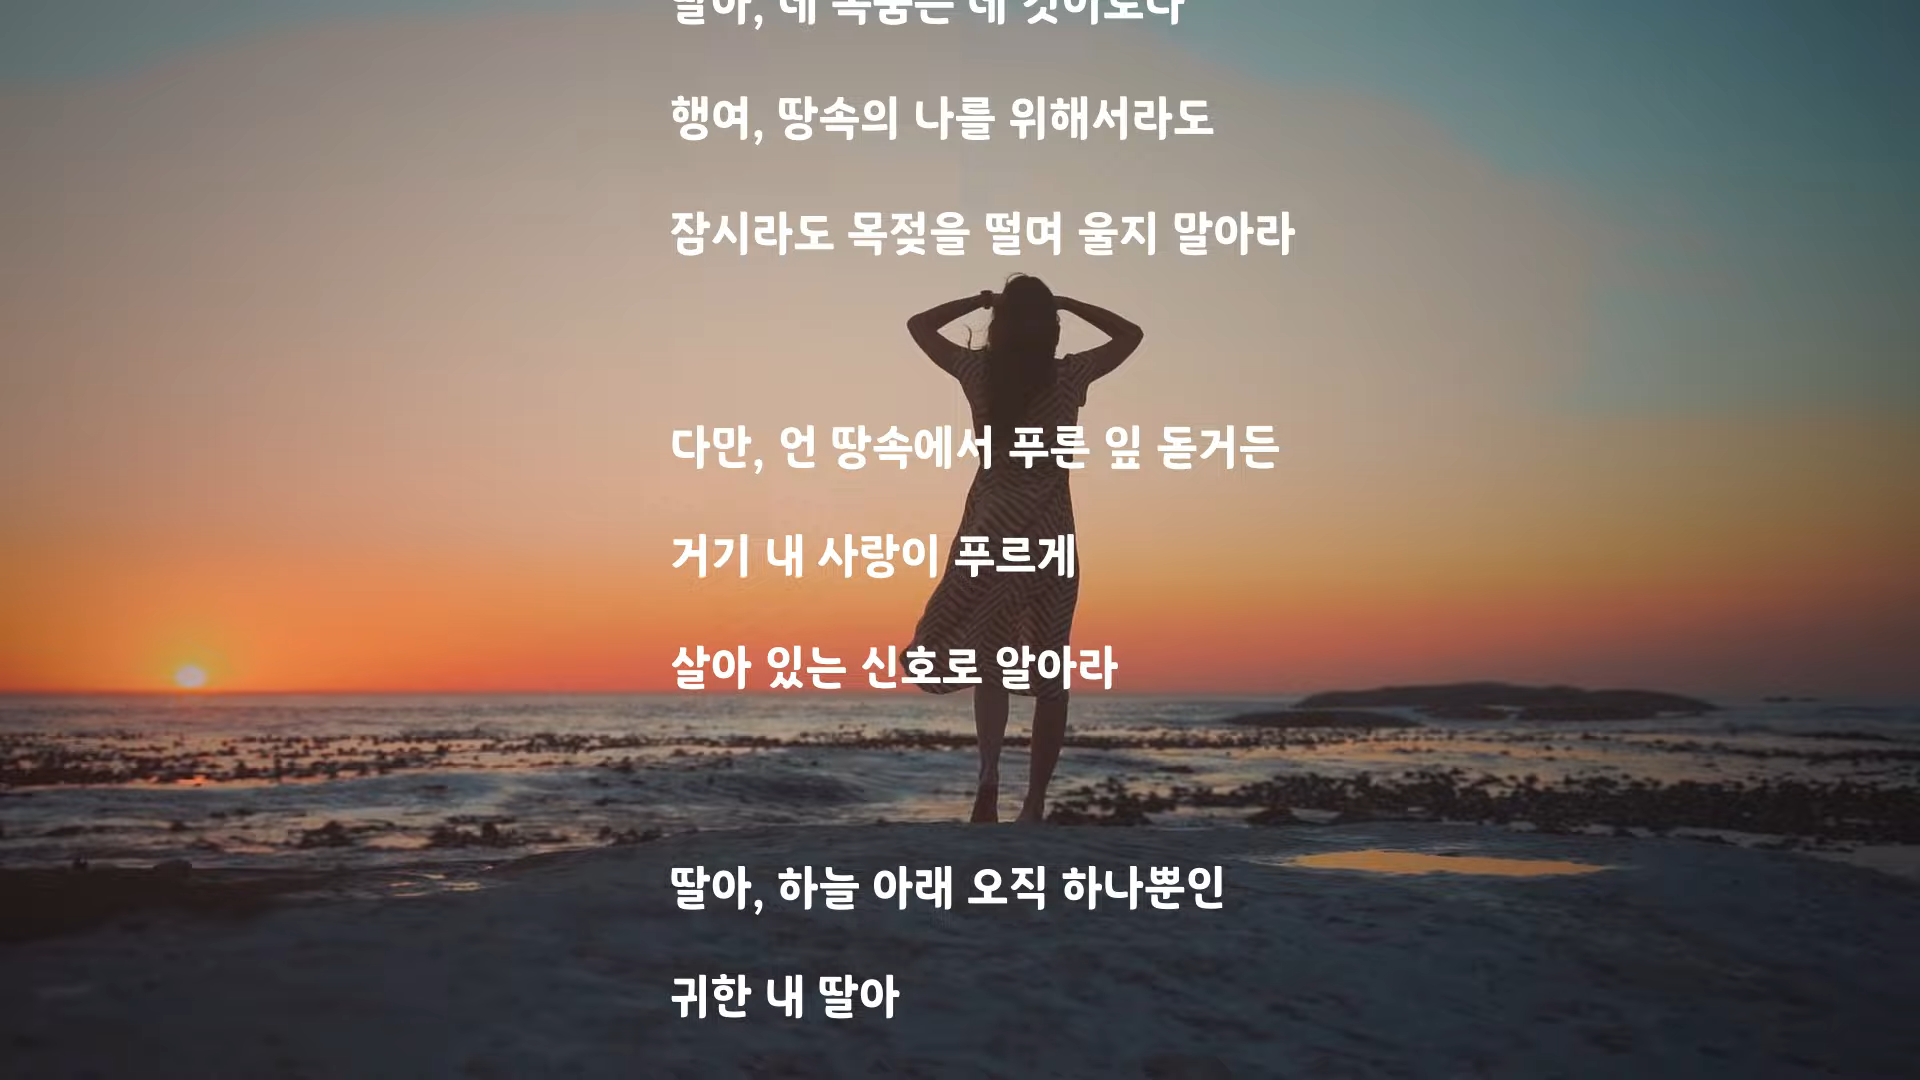 행여, 땅속의 나를 위해서라도
잠시라도 목젖을 떨며 울지 말아라
다만, 언 땅속에서 푸른 잎 돋거든
거기 내 사랑이 푸르게
살아 있는 신호로 알아라
딸아, 하늘 아래 오직 하나뿐인
귀한 내 딸아